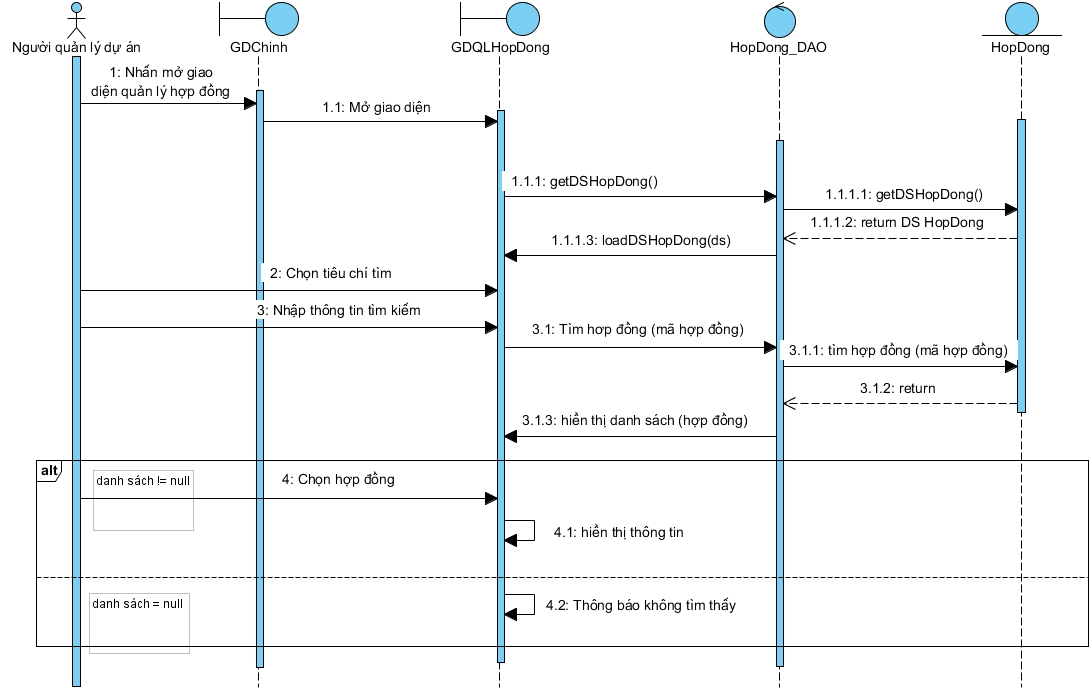 Người quản lý dự án
GDChinh
GDQLHopDong
HopDong_DAO
HopDong
1: Nhấn mở giao
diện quản lý hợp đồng
1.1: Mở giao diện
1.1.1: getDSHopDong()
1.1.1.1: getDSHopDong()
1.1.1.2: return DS HopDong
1.1.1.3: loadDSHopDong(ds)
2: Chọn tiêu chí tìm
3: Nhập thông tin tìm kiếm
3.1: Tìm hợp đồng (mã hợp đồng)
3.1.1: tìm hợp đồng (mã hợp đồng)
3.1.2: return
3.1.3: hiển thị danh sách (hợp đồng)
alt
danh sách != null
4: Chọn hợp đồng
4.1: hiển thị thông tin
danh sách = null
4.2: Thông báo không tìm thấy